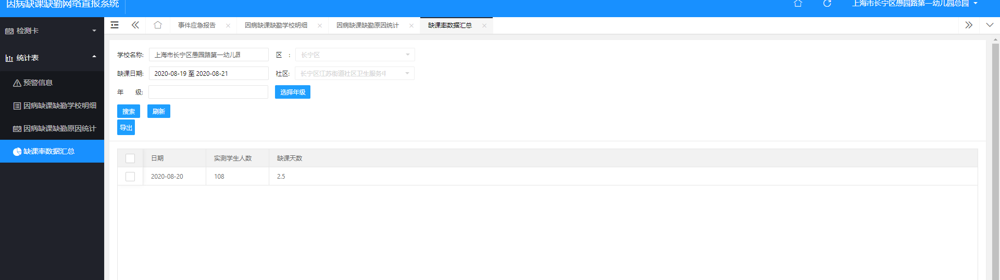 因病缺课缺勤网络直报系统
上海市长宁区愚园路第一幼儿园总园
检测卡
统计表
预警信息
因病缺课缺勤学校明细
因病缺课缺勤原因统计
缺课率数据汇总
事件应急报告 因病缺课缺勤学校明细 因病缺课缺勤原因统计 缺课率数据汇总
学校名称: 上海市长宁区愚园路第一幼儿园 区 : 长宁区
缺课日期: 2020-08-19 至 2020-08-21 社区: 长宁区江苏街道社区卫生服务中
年 级: 选择年级
搜索 刷新
导出
日期 实测学生人数 缺课天数
2020-08-20 108 2.5